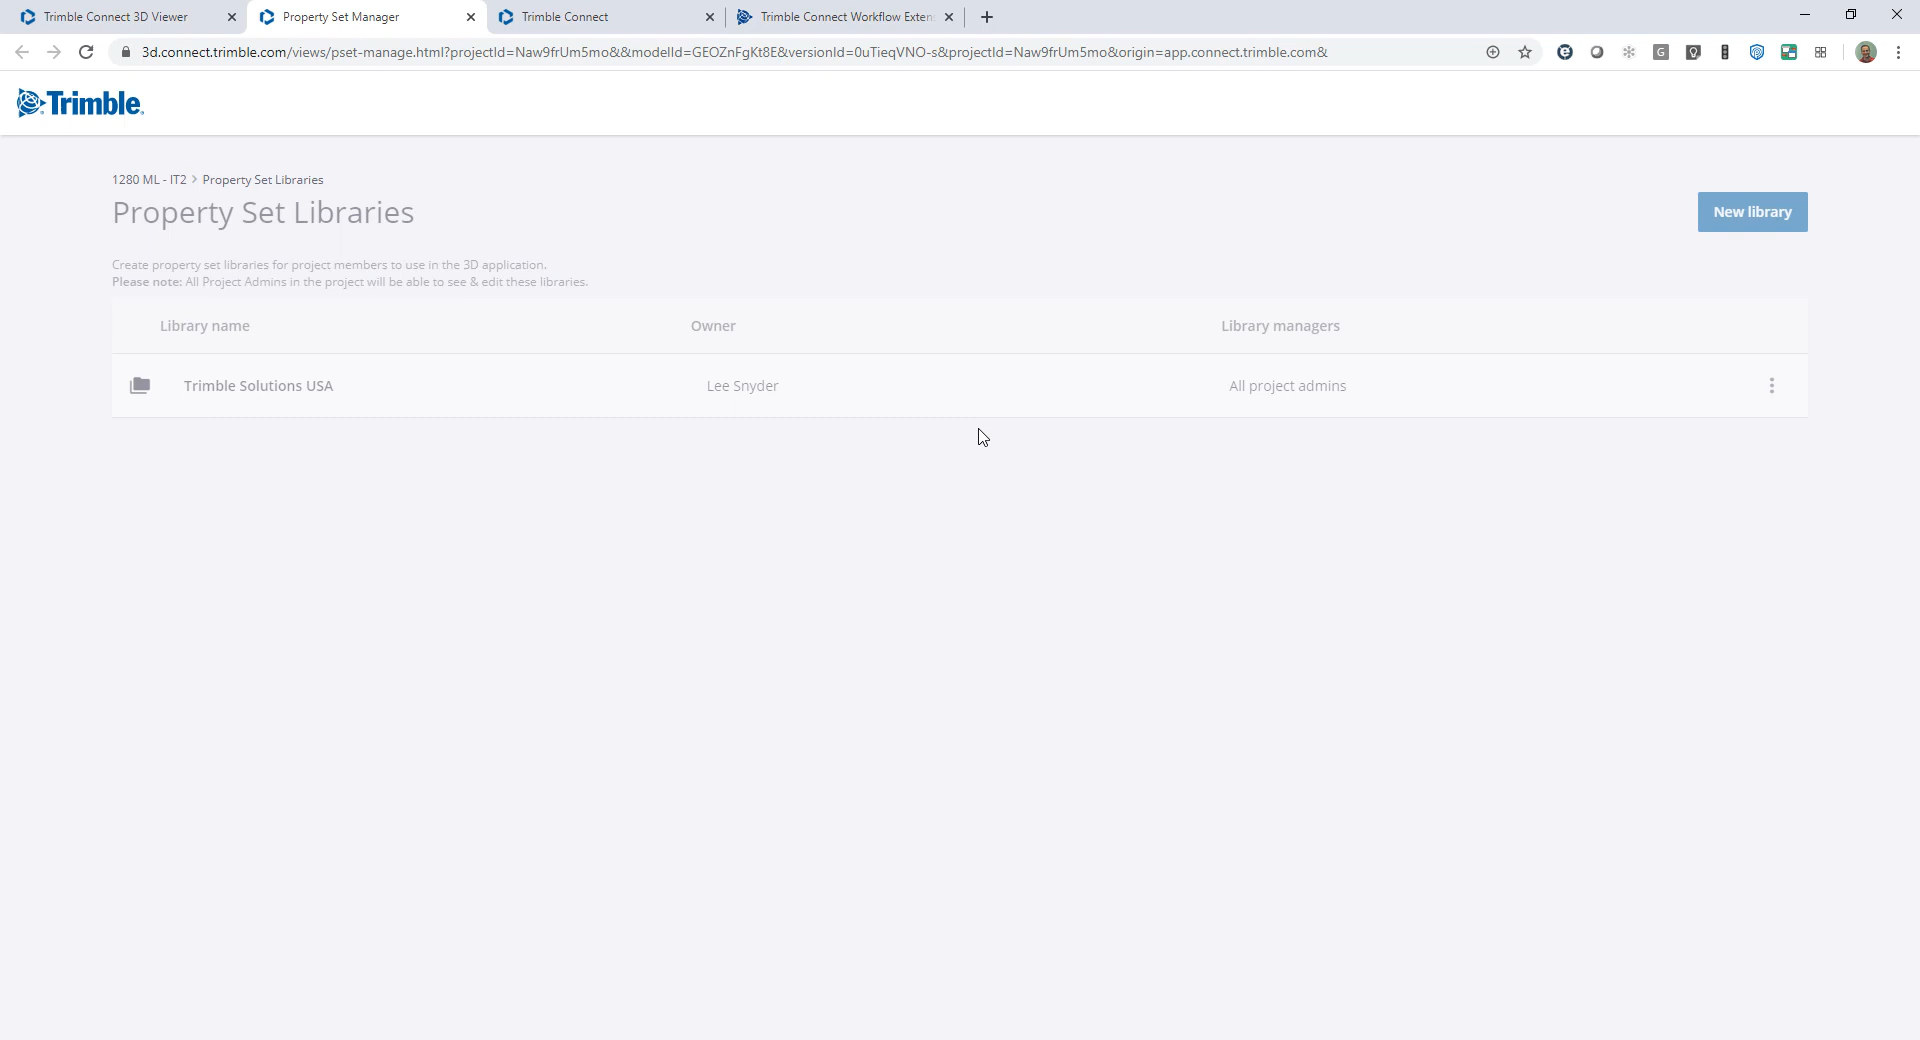 Trimble Connect 3D Viewer
Property Set Manager
Trimble Connect
Trimble Connect Workflow Exten
3d.connect.trimble.com/views/pset-manage.html?projectId=Naw9frUm5mo&&modelId=GEOZnFgKt8E&versionId=0uTieqVNO-s&projectId=Naw9frUm5mo&origin=app.connect.trimble.com&
Trimble
1280 ML - IT2 > Property Set Libraries
Property Set Libraries
New library
Create property set libraries for project members to use in the 3D application.
Please note: All Project Admins in the project will be able to see & edit these libraries.
Library name Owner Library managers
Trimble Solutions USA Lee Snyder All project admins